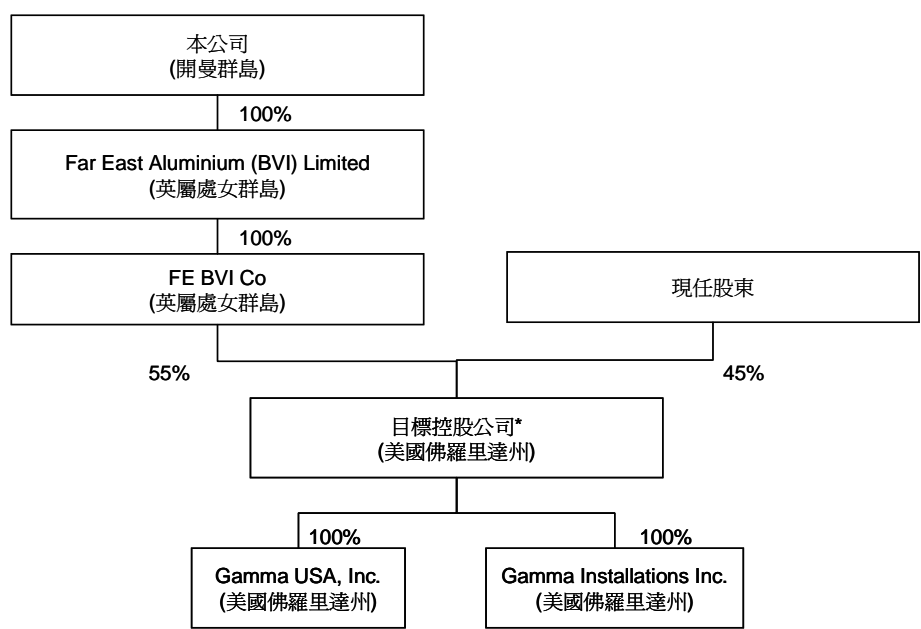 本公司
(開曼群島)
100%
Far East Aluminium (BVI) Limited
(英屬處女群島)
100%
FE BVI Co
(英屬處女群島)
現任股東
55%
45%
目標控股公司*
(美國佛羅里達州)
100%
100%
Gamma USA, Inc.
(美國佛羅里達州)
Gamma Installations Inc.
(美國佛羅里達州)